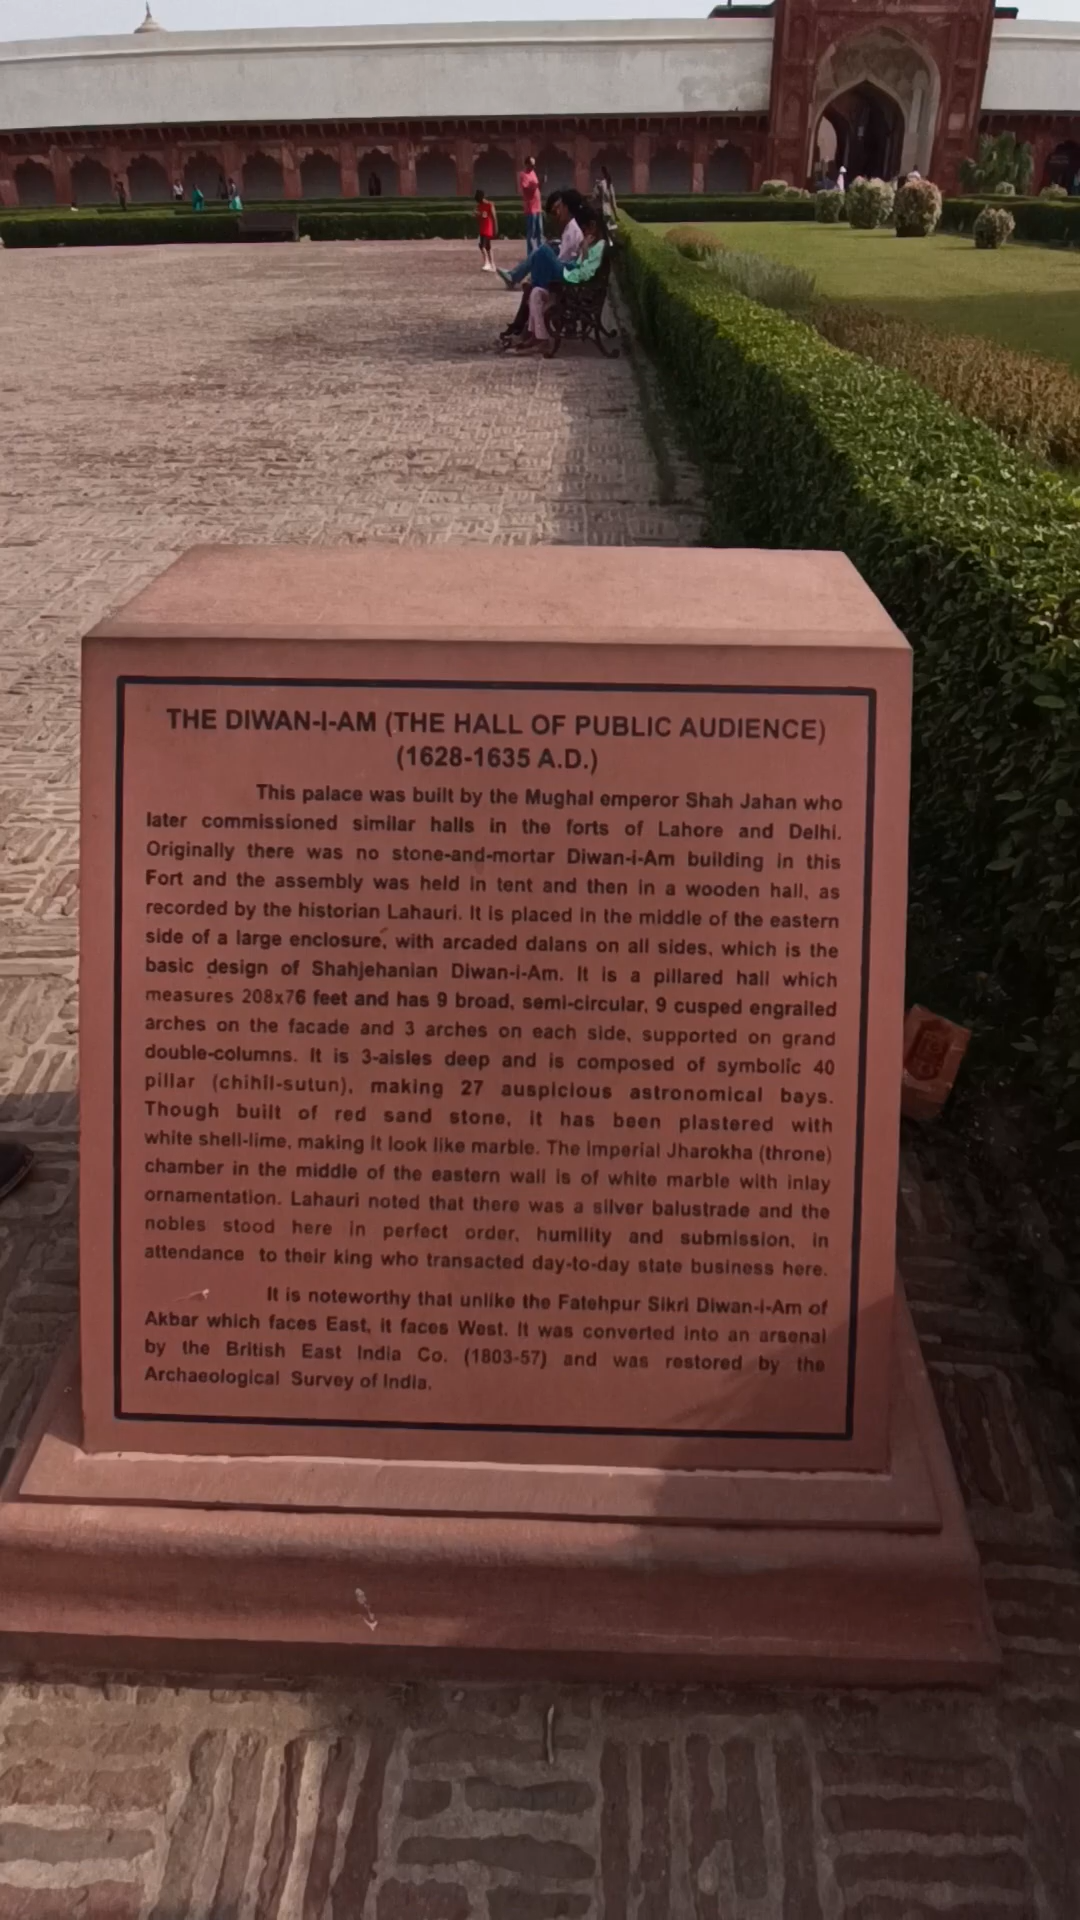 THE DIWAN-I-AM (THE HALL OF PUBLIC AUDIENCE)
(1628-1635 A.D.)
This palace was built by the Mughal emperor Shah Jahan who
later commissioned similar halls in the forts of Lahore and Delhi.
Originally there was no stone-and-mortar Diwan-i-Am building in this
Fort and the assembly was held in tent and then in a wooden hall, as
recorded by the historian Lahauri. It is placed in the middle of the eastern
side of a large enclosure, with arcaded dalans on all sides, which is the
basic design of Shahjehanian Diwan-i-Am. It is a pillared hall which
measures 208x76 feet and has 9 broad, semi-circular, 9 cusped engrailed
arches on the facade and 3 arches on each side, supported on grand
double-columns. It is 3-aisles deep and is composed of symbolic 40
pillar (chihil-sutun), making 27 auspicious astronomical bays.
Though built of red sand stone, it has been plastered with
white shell-lime, making it look like marble. The Imperial Jharokha (throne)
chamber in the middle of the eastern wall is of white marble with inlay
ornamentation. Lahauri noted that there was a silver balustrade and the
nobles stood here in perfect order, humility and submission, in
attendance to their king who transacted day-to-day state business here.
It is noteworthy that unlike the Fatehpur Sikri Diwan-i-Am of
Akbar which faces East, it faces West. It was converted into an arsenal
by the British East India Co. (1803-57) and was restored by the
Archaeological Survey of India.